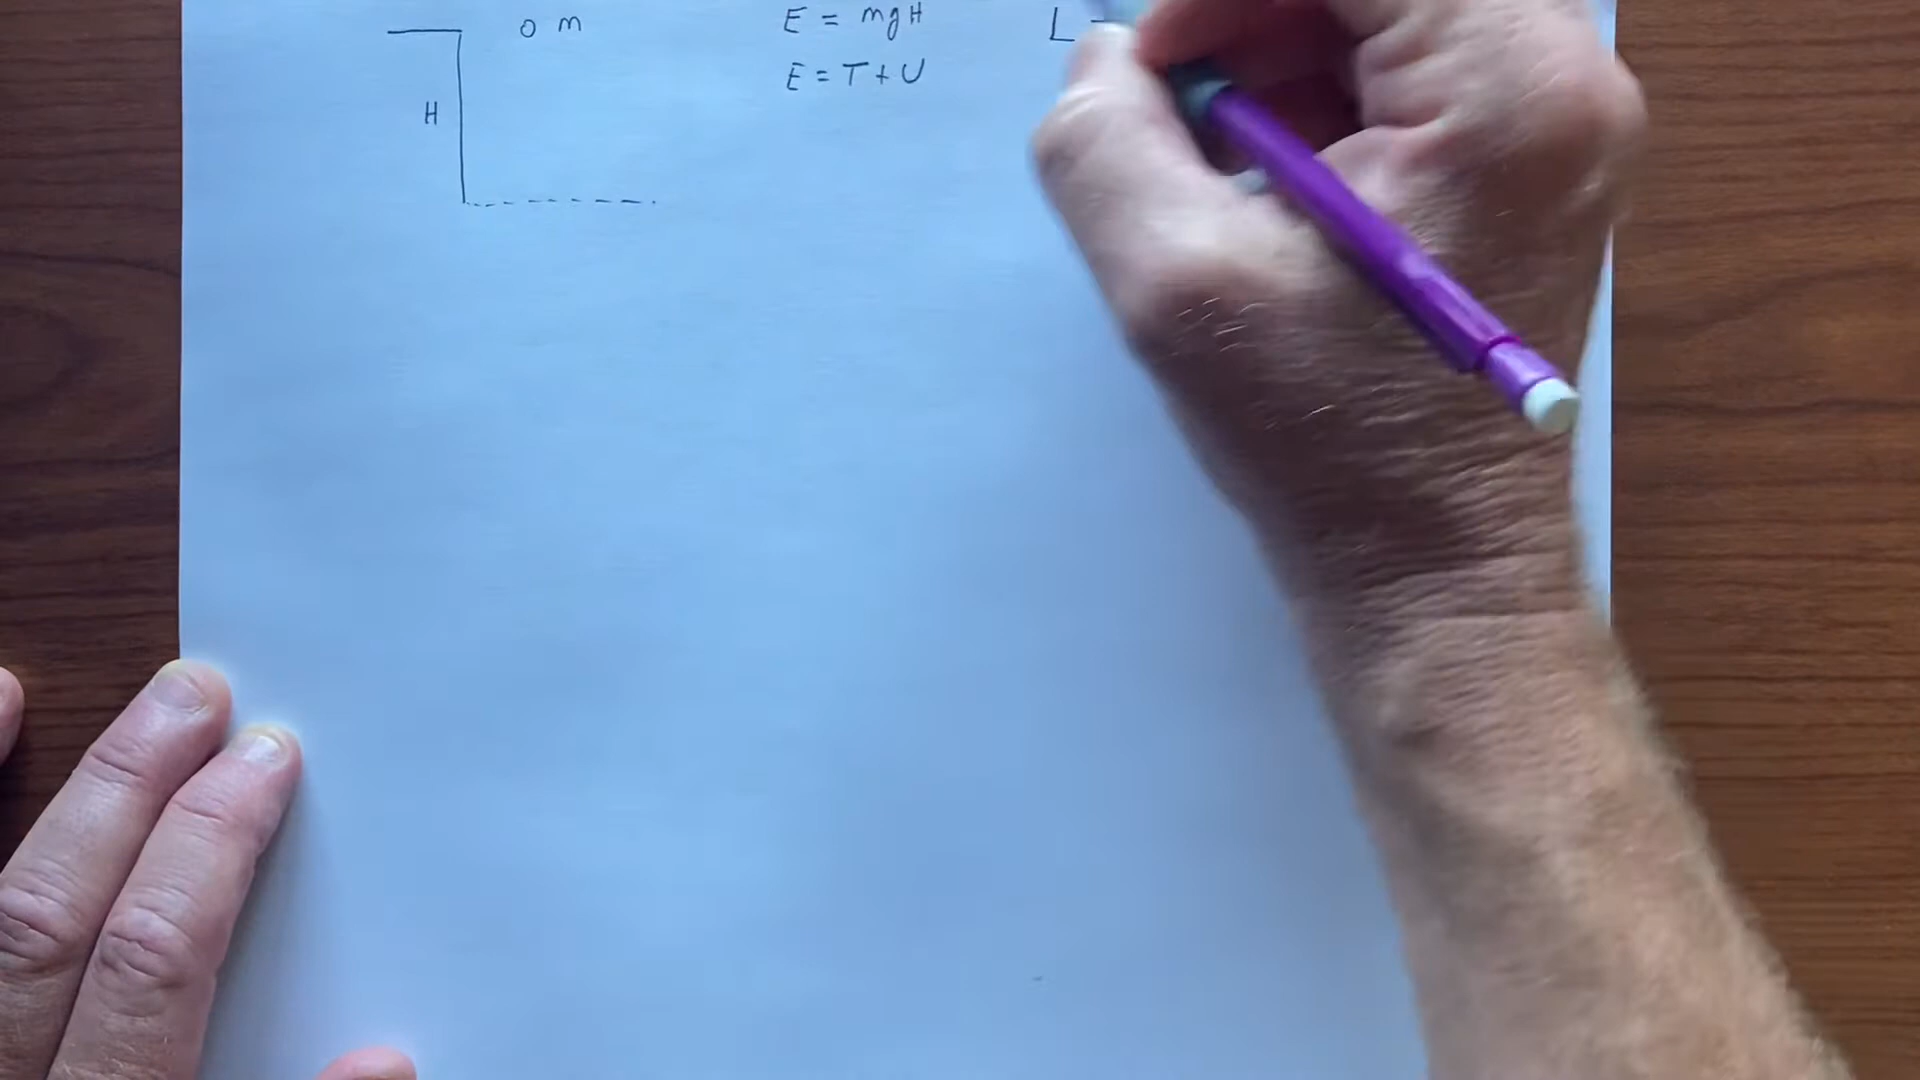 o m E = mgH L
E = T + U
H